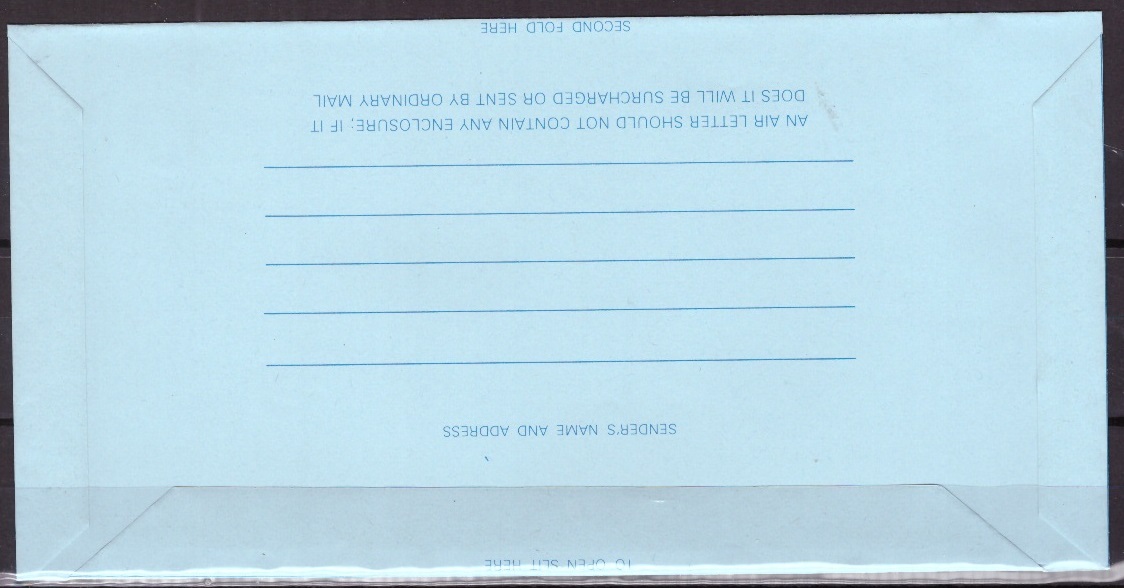 TO OPEN SLIT HERE
SENDER'S NAME AND ADDRESS
AN AIR LETTER SHOULD NOT CONTAIN ANY ENCLOSURE; IF IT
DOES IT WILL BE SURCHARGED OR SENT BY ORDINARY MAIL
SECOND FOLD HERE